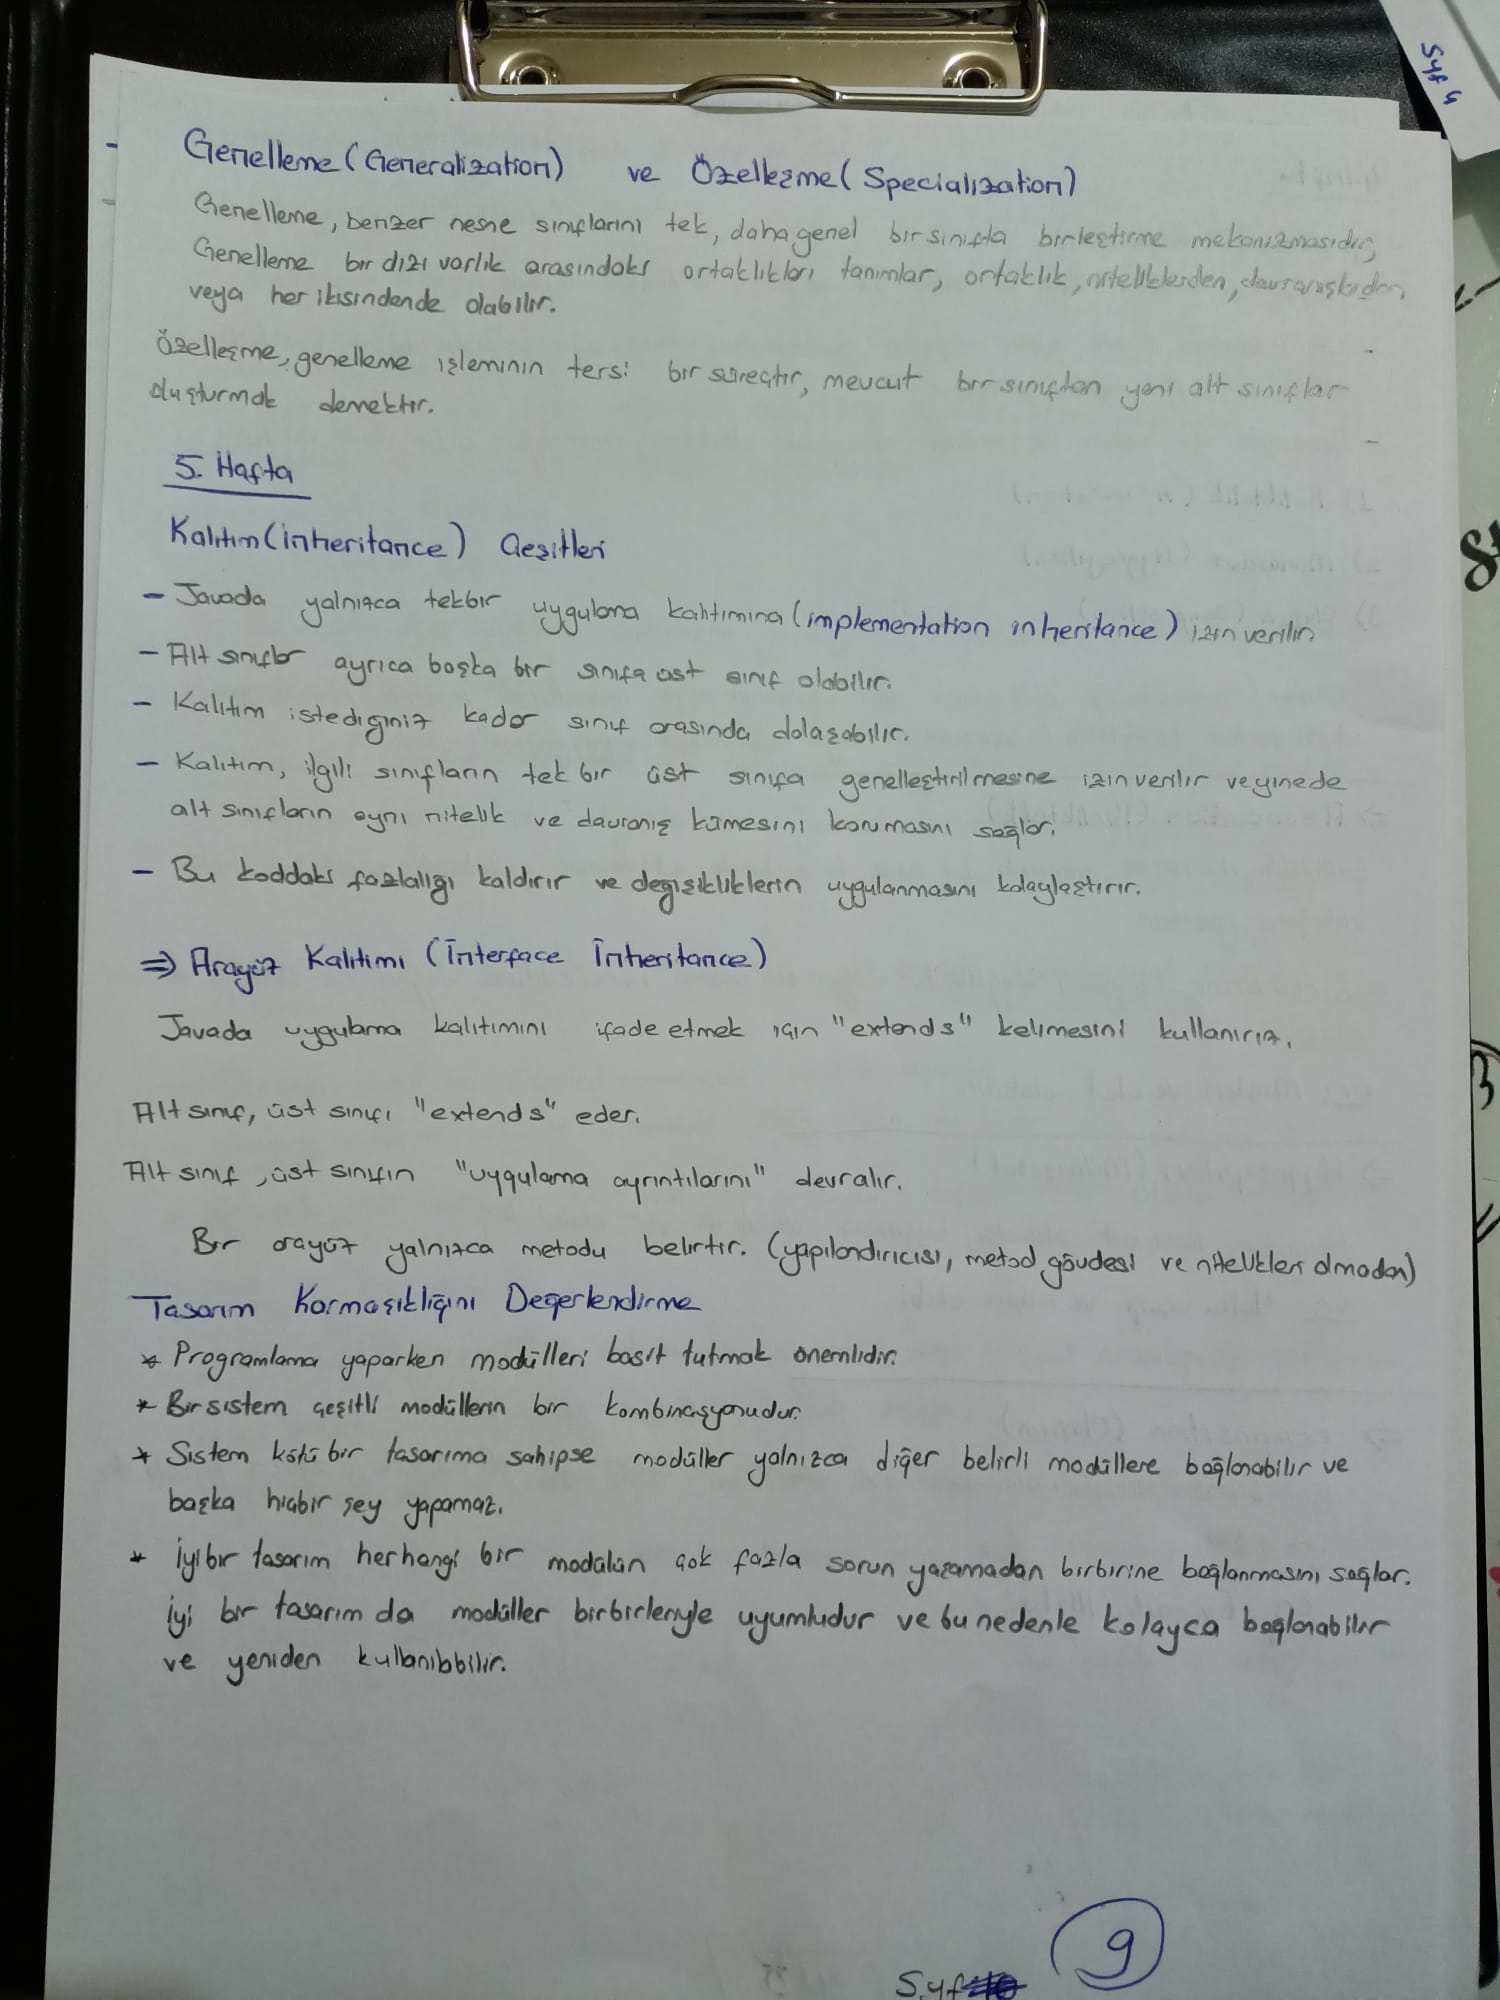 Syf 4
Genelleme (Generalization) ve Özelleşme (Specialization)
Genelleme, benzer nesne sınıflarını tek, daha genel bir sınıfta birleştirme mekanizmasıdır,
Genelleme bir dizi varlık arasındaki ortaklıkları tanımlar, ortaklık, niteliklerden, davranışlardan
veya her ikisindende olabilir.
Özelleşme, genelleme işleminin tersi bir süreçtir, mevcut bir sınıftan yeni alt sınıflar
oluşturmak demektir.
5. Hafta
Kalıtım (inheritance) Çeşitleri
- Javada yalnızca tekbir uygulama kalıtımına (implementation inheritance) izin verilir
- Alt sınıflar ayrıca başka bir sınıfa üst sınıf olabilir.
- Kalıtım istediğiniz kadar sınıf arasında dolaşabilir.
- Kalıtım, ilgili sınıfların tek bir üst sınıfa genelleştirilmesine izin verilir ve yinede
alt sınıfların aynı nitelik ve davranış kümesini korumasını sağlar.
- Bu koddaki fazlalığı kaldırır ve değişikliklerin uygulanmasını kolaylaştırır.
⇒ Arayüz Kalıtımı (İnterface İnheritance)
Javada uygulama kalıtımını ifade etmek için "extends" kelimesini kullanırız.
Alt sınıf, üst sınıfı "extends" eder.
Alt sınıf, üst sınıfın "uygulama ayrıntılarını" devralır.
Bir arayüz yalnızca metodu belirtir. (yapılandırıcısı, metod gövdesi ve nitelikleri olmadan)
Tasarım Karmaşıklığını Değerlendirme
* Programlama yaparken modülleri basit tutmak önemlidir.
* Bir sistem çeşitli modüllerin bir kombinasyonudur.
* Sistem kötü bir tasarıma sahipse modüller yalnızca diğer belirli modüllere bağlanabilir ve
başka hiçbir şey yapamaz.
* İyi bir tasarım herhangi bir modülün çok fazla sorun yaşamadan birbirine bağlanmasını sağlar.
İyi bir tasarım da modüller birbirleriyle uyumludur ve bu nedenle kolayca bağlanabilir
ve yeniden kullanılabilir.
9
Syf